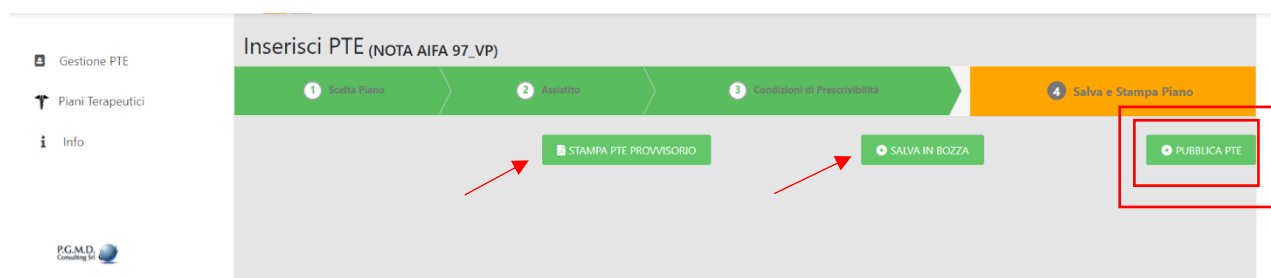 Inserisci PTE (NOTA AIFA 97_VP)
Gestione PTE
Piani Terapeutici
Info
1 Scelta Piano
2 Assistito
3 Condizioni di Prescrivibilità
4 Salva e Stampa Piano
STAMPA PTE PROVVISORIO
SALVA IN BOZZA
PUBBLICA PTE
P.G.M.D.
Consulting Srl